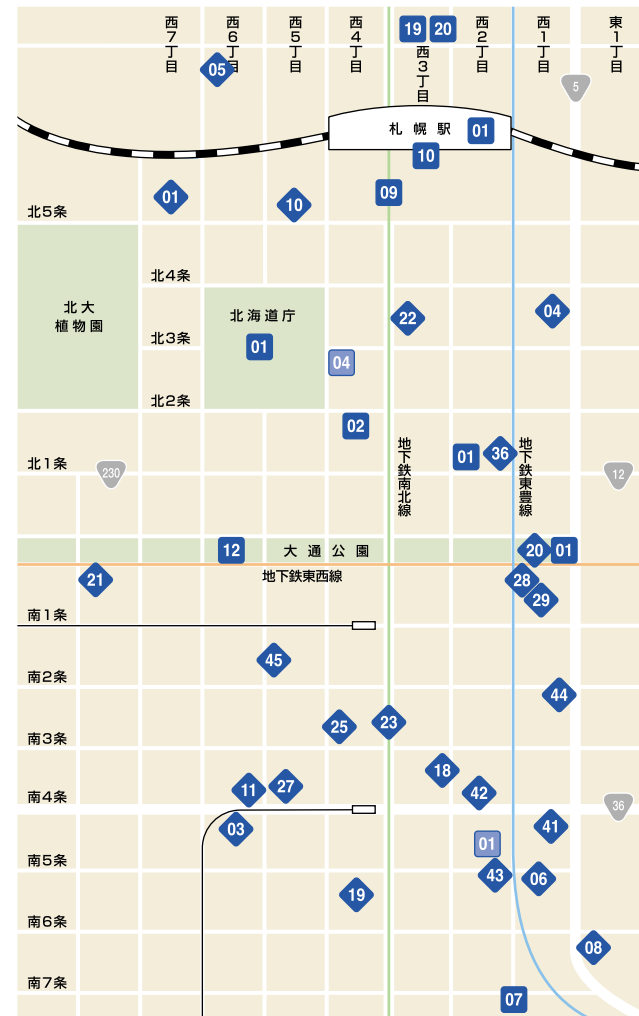 西7丁目
西6丁目
西5丁目
西4丁目
19
20
西3丁目
西2丁目
西1丁目
東1丁目
05
5
札幌駅
01
10
01
10
09
北5条
北4条
北大
植物園
北海道庁
22
04
北3条
01
04
北2条
02
地下鉄南北線
01
36
地下鉄東豊線
北1条
230
12
12
大通公園
20
01
21
地下鉄東西線
28
29
南1条
45
南2条
44
25
23
南3条
18
11
27
42
南4条
36
03
41
01
南5条
43
06
19
南6条
08
南7条
07